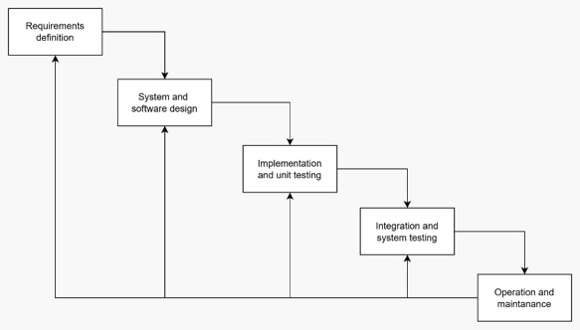 Requirements
definition
System and
software design
Implementation
and unit testing
Integration and
system testing
Operation and
maintanance